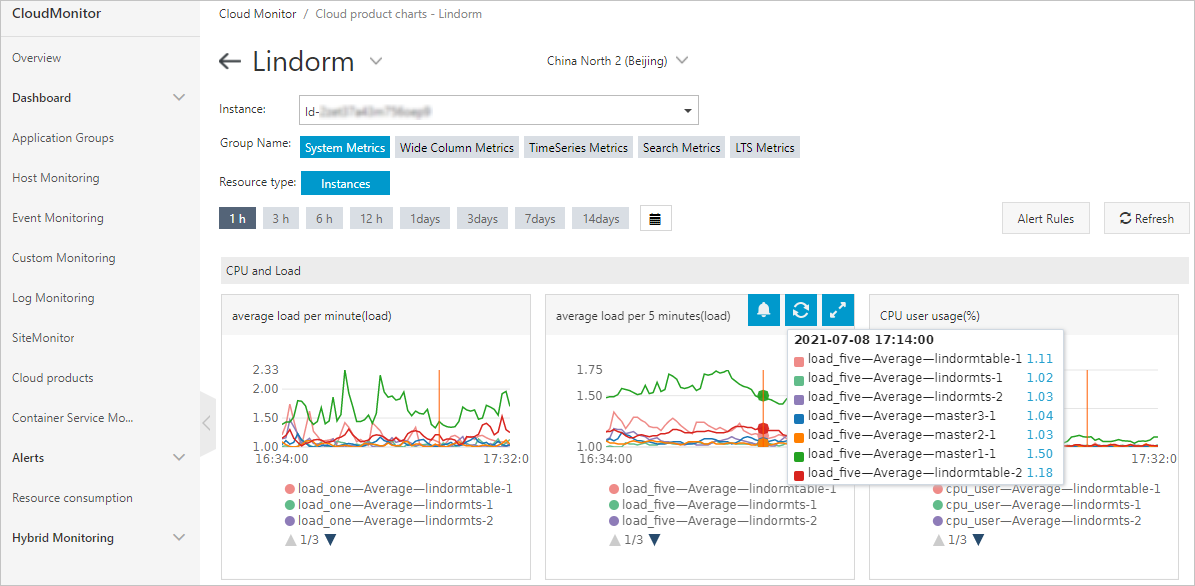 CloudMonitor
Overview
Dashboard
Application Groups
Host Monitoring
Event Monitoring
Custom Monitoring
Log Monitoring
SiteMonitor
Cloud products
Container Service Mo...
Alerts
Resource consumption
Hybrid Monitoring
Cloud Monitor / Cloud product charts - Lindorm
Lindorm
China North 2 (Beijing)
Instance:
ld-
Group Name: System Metrics Wide Column Metrics TimeSeries Metrics Search Metrics LTS Metrics
Resource type: Instances
1 h 3 h 6 h 12 h 1days 3days 7days 14days
Alert Rules Refresh
CPU and Load
average load per minute(load)
2.33
2.00
1.50
1.00
16:34:00 17:32:0
load_one—Average—lindormtable-1
load_one—Average—lindormts-1
load_one—Average—lindormts-2
1/3
average load per 5 minutes(load)
1.75
1.50
1.00
16:34:00
load_five—Average—lindormtable-1
load_five—Average—lindormts-1
load_five—Average—lindormts-2
1/3
2021-07-08 17:14:00
load_five—Average—lindormtable-1 1.11
load_five—Average—lindormts-1 1.02
load_five—Average—lindormts-2 1.03
load_five—Average—master3-1 1.04
load_five—Average—master2-1 1.03
load_five—Average—master1-1 1.50
load_five—Average—lindormtable-2 1.18
CPU user usage(%)
17:32:0
cpu_user—Average—lindormtable-1
cpu_user—Average—lindormts-1
cpu_user—Average—lindormts-2
1/3